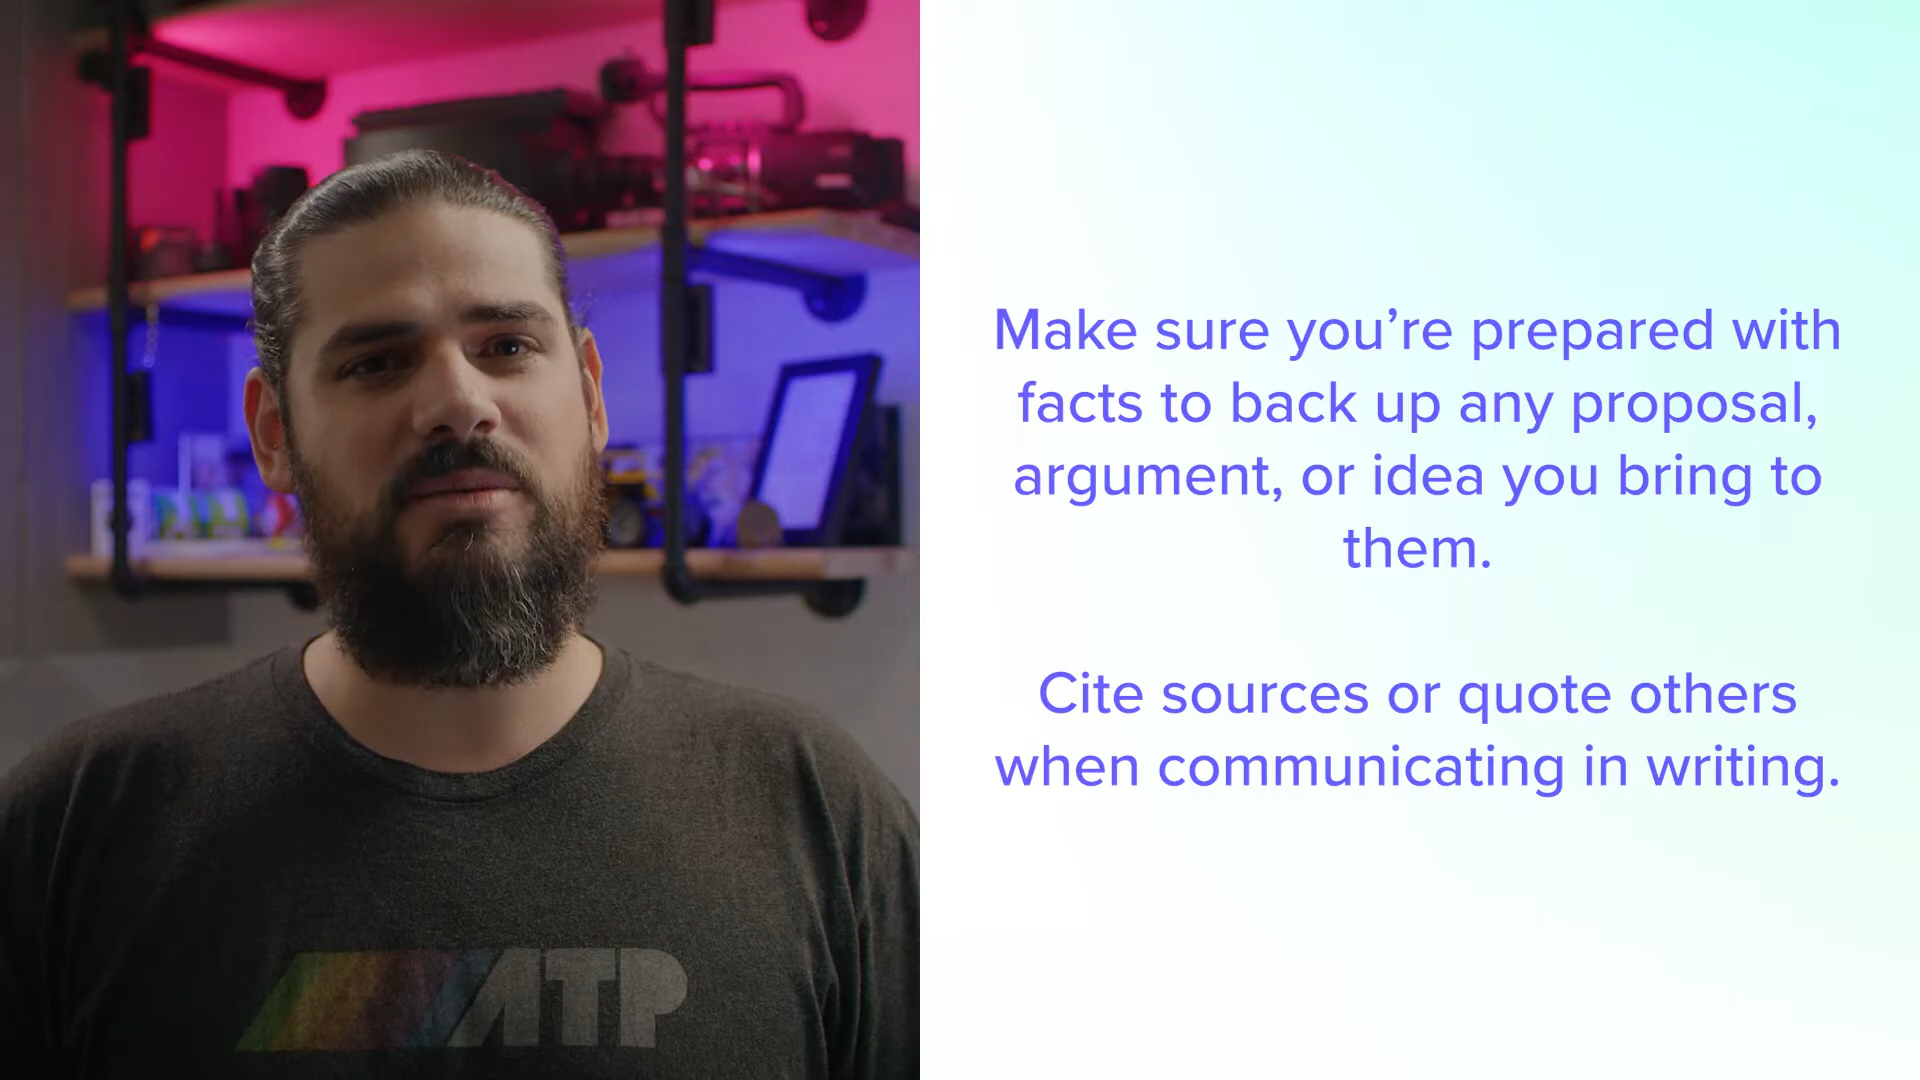 Make sure you’re prepared with
facts to back up any proposal,
argument, or idea you bring to
them.
Cite sources or quote others
when communicating in writing.
ATP